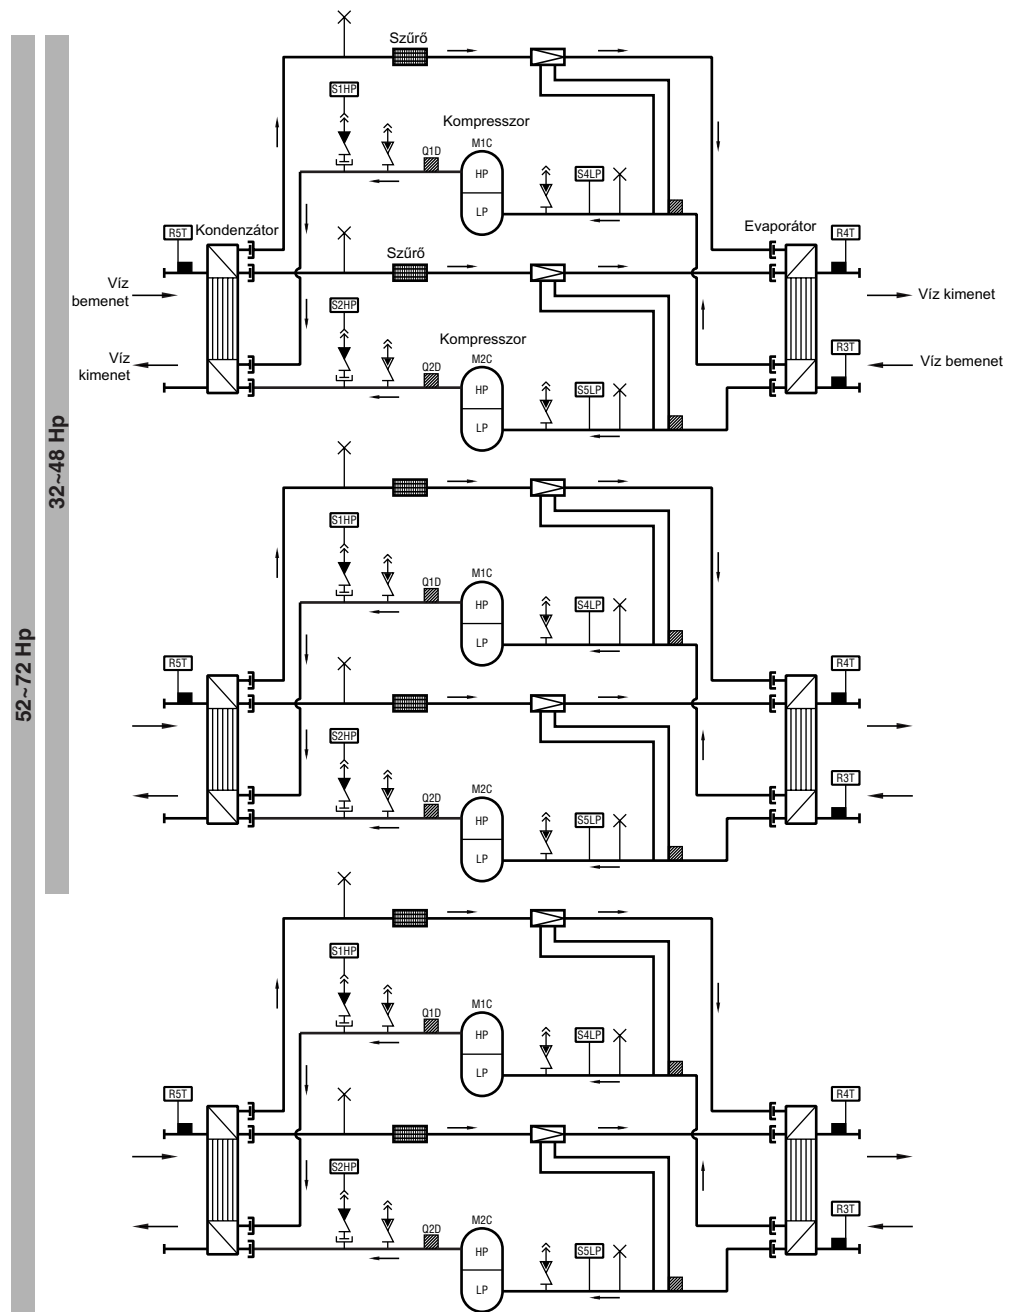 52~72 Hp
32~48 Hp
Szűrő
S1HP
Kompresszor
M1C
Q1D
HP
S4LP
LP
R5T
Kondenzátor
Evaporátor
R4T
Szűrő
Víz
bemenet
Víz kimenet
S2HP
Kompresszor
R3T
Víz
kimenet
M2C
Víz bemenet
Q2D
HP
S5LP
LP
S1HP
M1C
Q1D
HP
S4LP
LP
R5T
R4T
S2HP
R3T
M2C
Q2D
HP
S5LP
LP
S1HP
M1C
Q1D
HP
S4LP
LP
R5T
R4T
S2HP
R3T
M2C
Q2D
HP
S5LP
LP